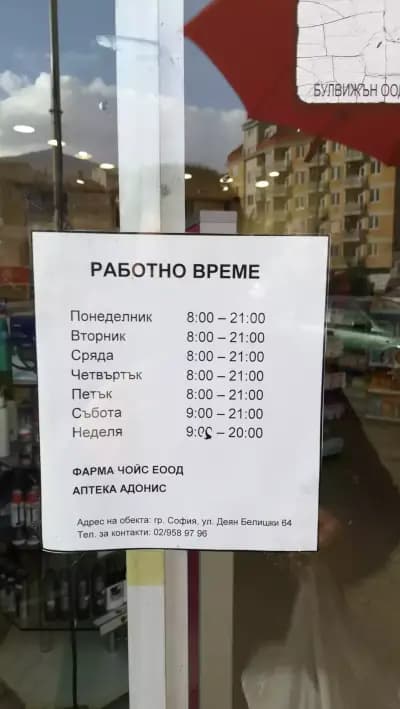 БУЛВИЖЪН ООД
РАБОТНО ВРЕМЕ
Понеделник 8:00 – 21:00
Вторник 8:00 – 21:00
Сряда 8:00 – 21:00
Четвъртък 8:00 – 21:00
Петък 8:00 – 21:00
Събота 9:00 – 21:00
Неделя 9:00 – 20:00
ФАРМА ЧОЙС ЕООД
АПТЕКА АДОНИС
Адрес на обекта: гр. София, ул. Деян Белишки 64
Тел. за контакти: 02/958 97 96